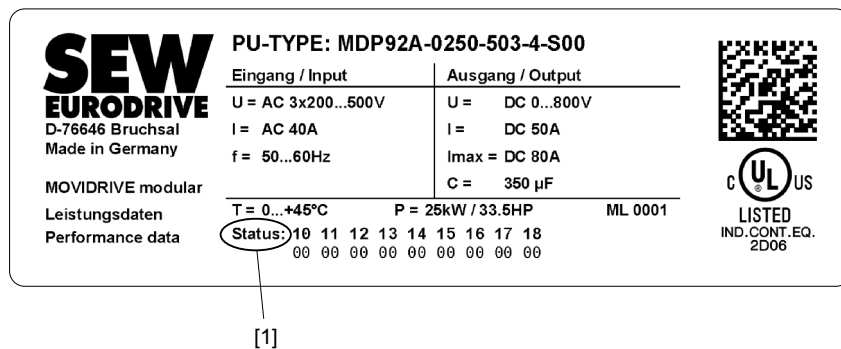 SEW
EURODRIVE
D-76646 Bruchsal
Made in Germany
MOVIDRIVE modular
Leistungsdaten
Performance data
PU-TYPE: MDP92A-0250-503-4-S00
Eingang / Input
U = AC 3x200...500V
I = AC 40A
f = 50...60Hz
Ausgang / Output
U = DC 0...800V
I = DC 50A
Imax = DC 80A
C = 350 µF
T = 0...+45°C P = 25kW / 33.5HP ML 0001
Status: 10 11 12 13 14 15 16 17 18
00 00 00 00 00 00 00 00 00
C UL ® US
LISTED
IND.CONT.EQ.
2D06
[1]